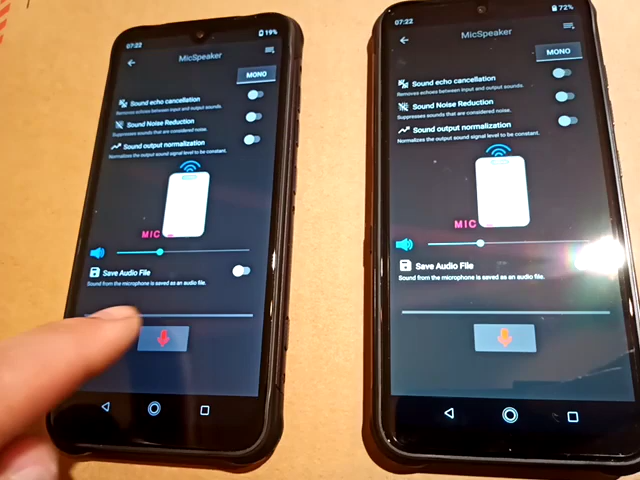 07:22
19%
MicSpeaker
MONO
Sound echo cancellation
Removes echoes between input and output sounds.
Sound Noise Reduction
Suppresses sounds that are considered noise.
Sound output normalization
Normalizes the output sound signal level to be constant.
MIC
Save Audio File
Sound from the microphone is saved as an audio file.
07:22
72%
MicSpeaker
MONO
Sound echo cancellation
Removes echoes between input and output sounds.
Sound Noise Reduction
Suppresses sounds that are considered noise.
Sound output normalization
Normalizes the output sound signal level to be constant.
MIC
Save Audio File
Sound from the microphone is saved as an audio file.